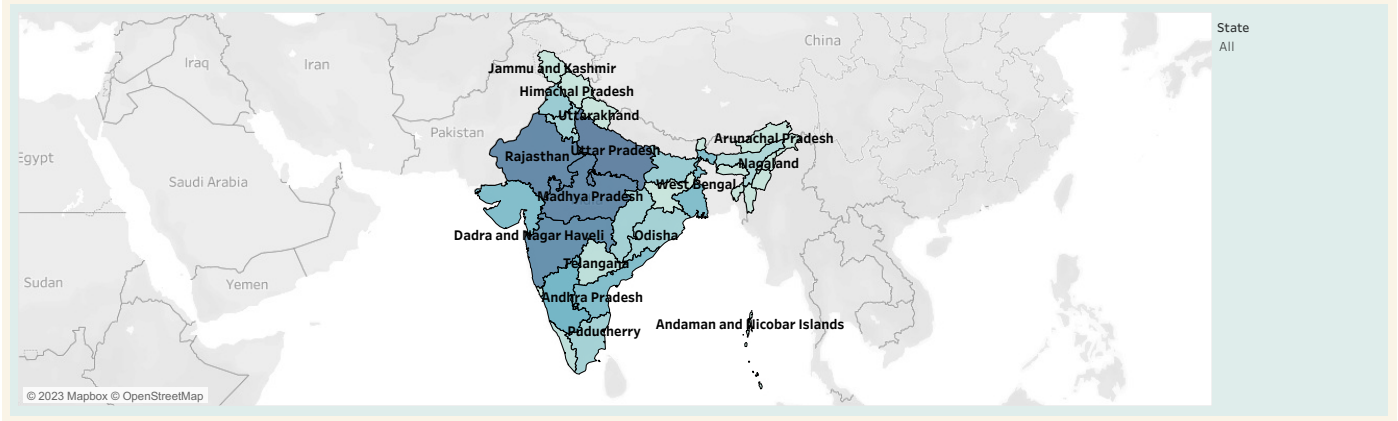 State
All
China
Iraq
Iran
Jammu and Kashmir
Himachal Pradesh
Uttarakhand
Pakistan
Arunachal Pradesh
Uttar Pradesh
Rajasthan
Nagaland
Egypt
Saudi Arabia
West Bengal
Madhya Pradesh
Dadra and Nagar Haveli
Odisha
Telangana
Sudan
Yemen
Andhra Pradesh
Andaman and Nicobar Islands
Puducherry
© 2023 Mapbox © OpenStreetMap